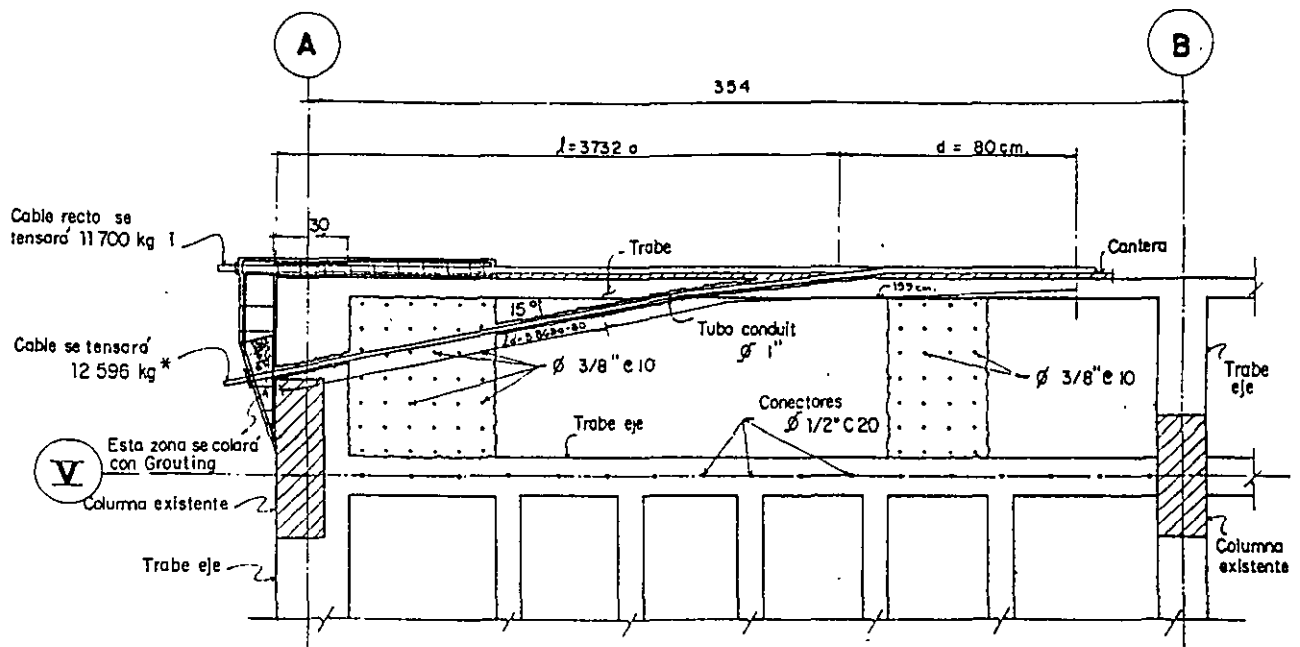 A
B
354
l=3732 a
d = 80 cm.
Cable recto se
tensará 11 700 kg
30
Trabe
Cantera
15°
Tubo conduit
Ø 1"
Cable se tensará
12 596 kg*
Ø 3/8" e 10
Ø 3/8" e 10
Trabe
eje
Conectores
Ø 1/2" C 20
Esta zona se colará
con Grouting
Trabe eje
V
Columna existente
Trabe eje
Columna
existente